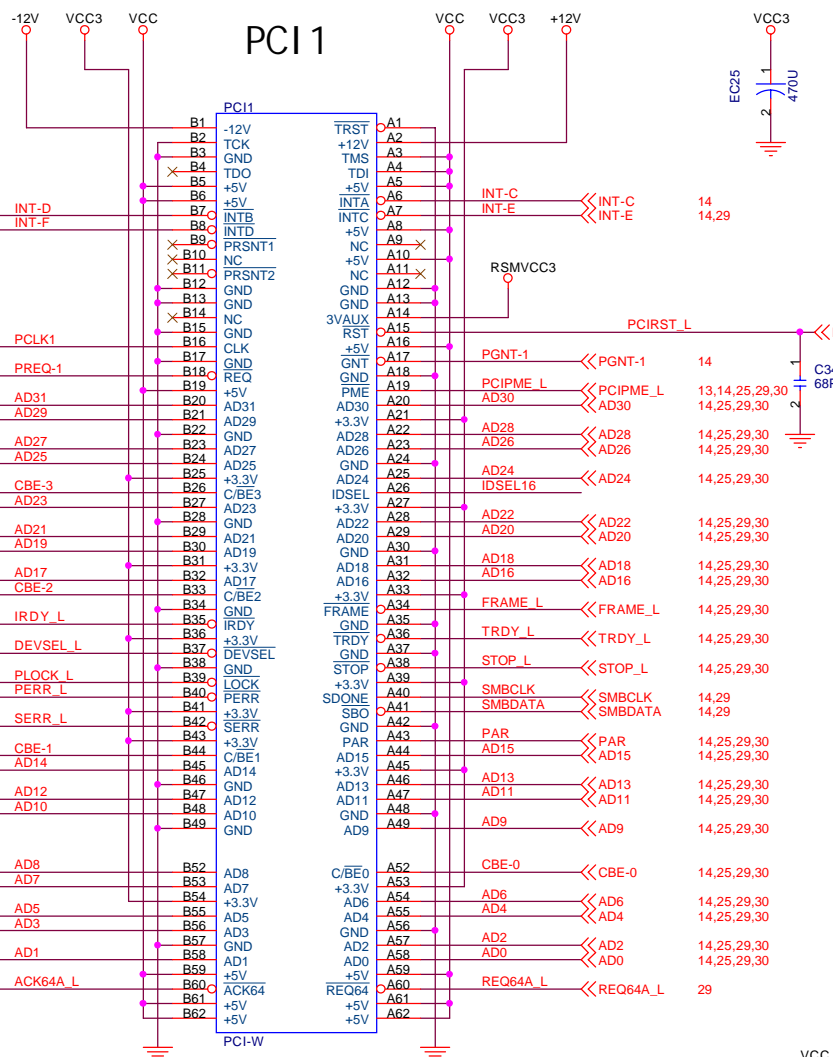 -12V VCC3 VCC PCI 1 VCC VCC3 +12V VCC3
EC25 1 2 470U
PCI1
B1 -12V TRST A1
B2 TCK +12V A2
B3 GND TMS A3
B4 TDO TDI A4
B5 +5V +5V A5
B6 +5V INTA A6 INT-C INT-C 14
INT-D B7 INTB INTC A7 INT-E INT-E 14,29
INT-F B8 INTD +5V A8
B9 PRSNT1 NC A9
B10 NC +5V A10
B11 PRSNT2 NC A11 RSMVCC3
B12 GND GND A12
B13 GND GND A13
B14 NC 3VAUX A14
B15 GND RST A15 PCIRST_L
PCLK1 B16 CLK +5V A16
B17 GND GNT A17 PGNT-1 PGNT-1 14
PREQ-1 B18 REQ GND A18
B19 +5V PME A19 PCIPME_L PCIPME_L 13,14,25,29,30
1 2 C34
AD31 B20 AD31 AD30 A20 AD30 AD30 14,25,29,30
AD29 B21 AD29 +3.3V A21
B22 GND AD28 A22 AD28 AD28 14,25,29,30
AD27 B23 AD27 AD26 A23 AD26 AD26 14,25,29,30
AD25 B24 AD25 GND A24
B25 +3.3V AD24 A25 AD24 AD24 14,25,29,30
CBE-3 B26 C/BE3 IDSEL A26 IDSEL16
AD23 B27 AD23 +3.3V A27
B28 GND AD22 A28 AD22 AD22 14,25,29,30
AD21 B29 AD21 AD20 A29 AD20 AD20 14,25,29,30
AD19 B30 AD19 GND A30
B31 +3.3V AD18 A31 AD18 AD18 14,25,29,30
AD17 B32 AD17 AD16 A32 AD16 AD16 14,25,29,30
CBE-2 B33 C/BE2 +3.3V A33
B34 GND FRAME A34 FRAME_L FRAME_L 14,25,29,30
IRDY_L B35 IRDY GND A35
B36 +3.3V TRDY A36 TRDY_L TRDY_L 14,25,29,30
DEVSEL_L B37 DEVSEL GND A37
B38 GND STOP A38 STOP_L STOP_L 14,25,29,30
PLOCK_L B39 LOCK +3.3V A39
PERR_L B40 PERR SDONE A40 SMBCLK SMBCLK 14,29
B41 +3.3V SBO A41 SMBDATA SMBDATA 14,29
SERR_L B42 SERR GND A42
B43 +3.3V PAR A43 PAR PAR 14,25,29,30
CBE-1 B44 C/BE1 AD15 A44 AD15 AD15 14,25,29,30
AD14 B45 AD14 +3.3V A45
B46 GND AD13 A46 AD13 AD13 14,25,29,30
AD12 B47 AD12 AD11 A47 AD11 AD11 14,25,29,30
AD10 B48 AD10 GND A48
B49 GND AD9 A49 AD9 AD9 14,25,29,30
AD8 B52 AD8 C/BE0 A52 CBE-0 CBE-0 14,25,29,30
AD7 B53 AD7 +3.3V A53
B54 +3.3V AD6 A54 AD6 AD6 14,25,29,30
AD5 B55 AD5 AD4 A55 AD4 AD4 14,25,29,30
AD3 B56 AD3 GND A56
B57 GND AD2 A57 AD2 AD2 14,25,29,30
AD1 B58 AD1 AD0 A58 AD0 AD0 14,25,29,30
B59 +5V +5V A59
ACK64A_L B60 ACK64 REQ64 A60 REQ64A_L REQ64A_L 29
B61 +5V +5V A61
B62 +5V +5V A62
PCI-W
VCC